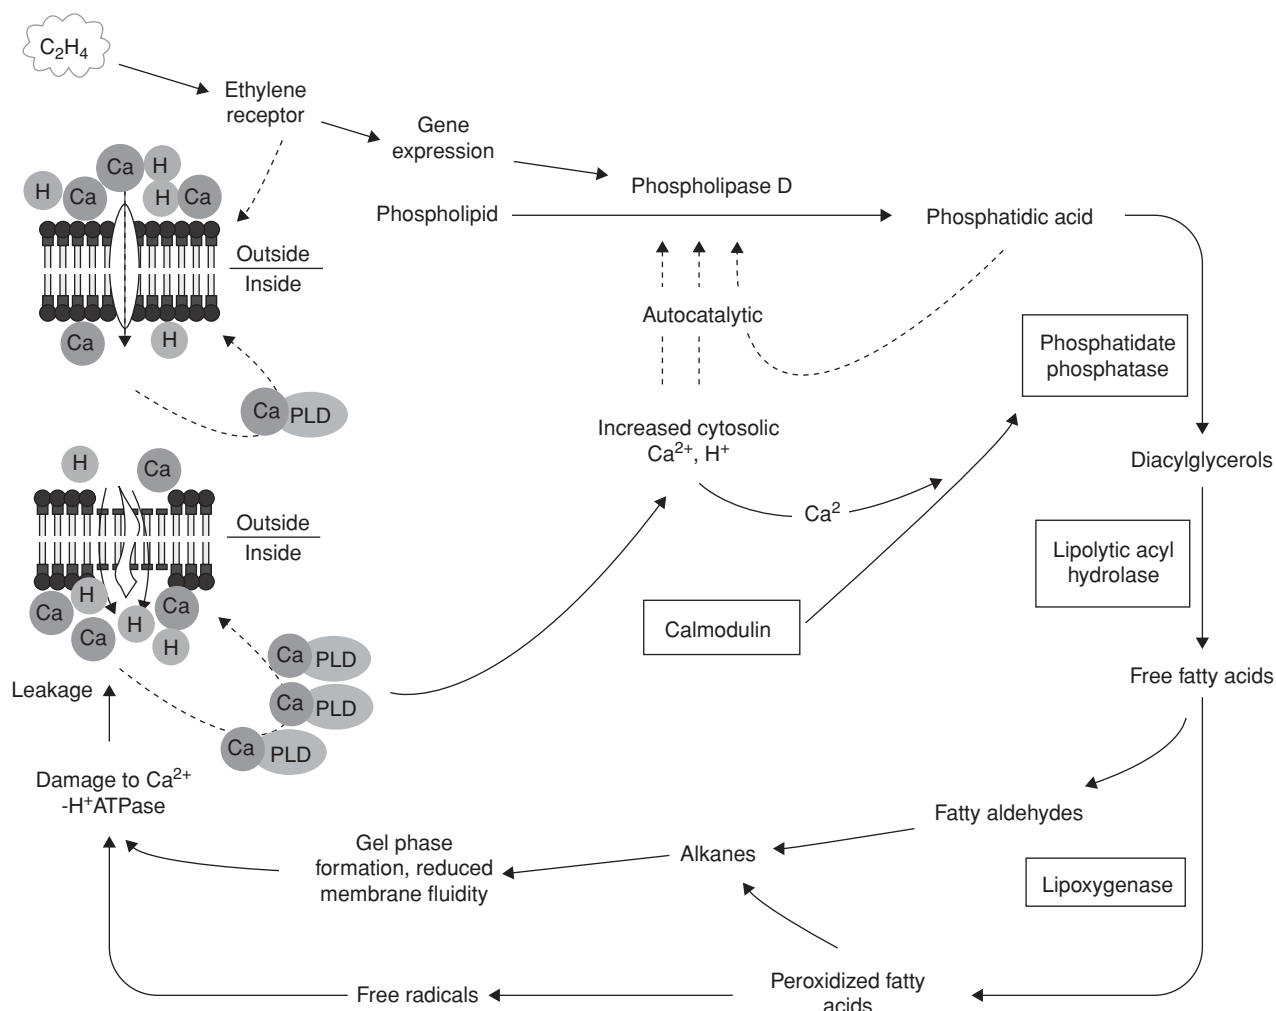 C2H4
Ethylene
receptor
Gene
expression
Phospholipase D
Phospholipid
Phosphatidic acid
Ca
H
H
Ca
H
Ca
Outside
Inside
Ca
H
Ca
PLD
Autocatalytic
Phosphatidate
phosphatase
Increased cytosolic
Ca2+, H+
Diacylglycerols
H
Ca
Ca2
Outside
Inside
Lipolytic acyl
hydrolase
H
Ca
Ca
H
Ca
H
Calmodulin
Ca
PLD
Ca
PLD
Ca
PLD
Leakage
Free fatty acids
Damage to Ca2+
-H+ATPase
Fatty aldehydes
Gel phase
formation, reduced
membrane fluidity
Alkanes
Lipoxygenase
Peroxidized fatty
acids
Free radicals